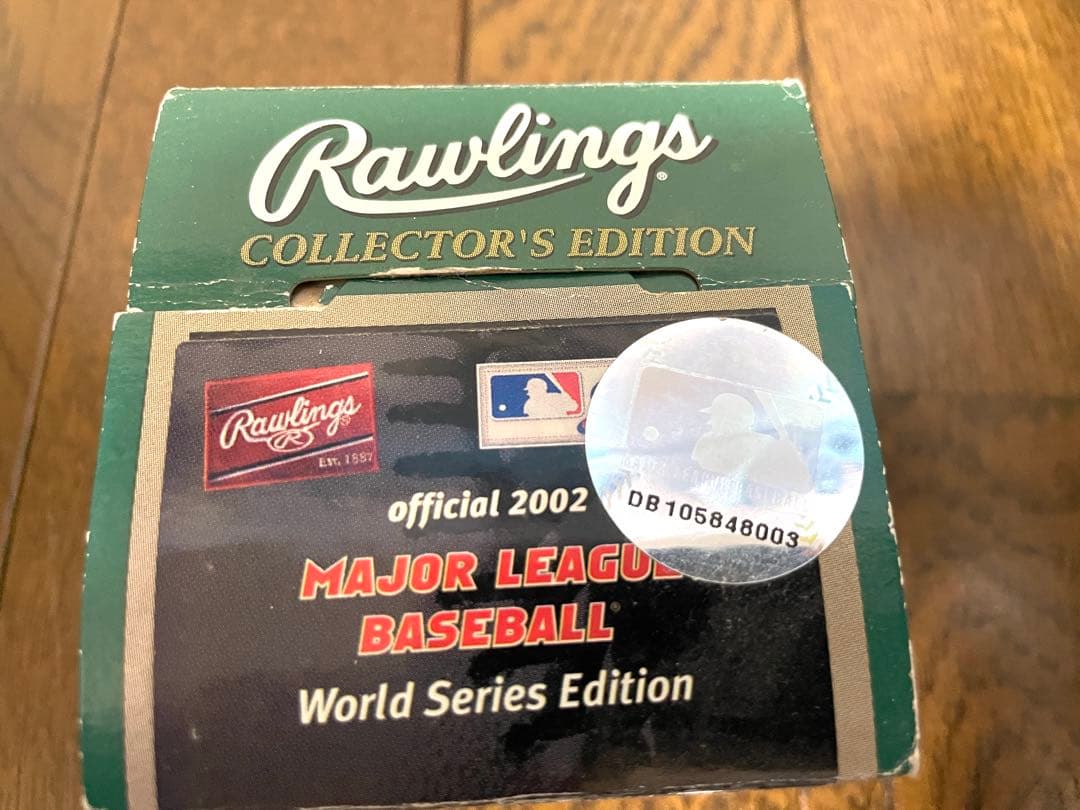 Rawlings®
COLLECTOR'S EDITION
Rawlings®
R
Est. 1887
official 2002
MAJOR LEAGUE
BASEBALL®
World Series Edition
DB105848003